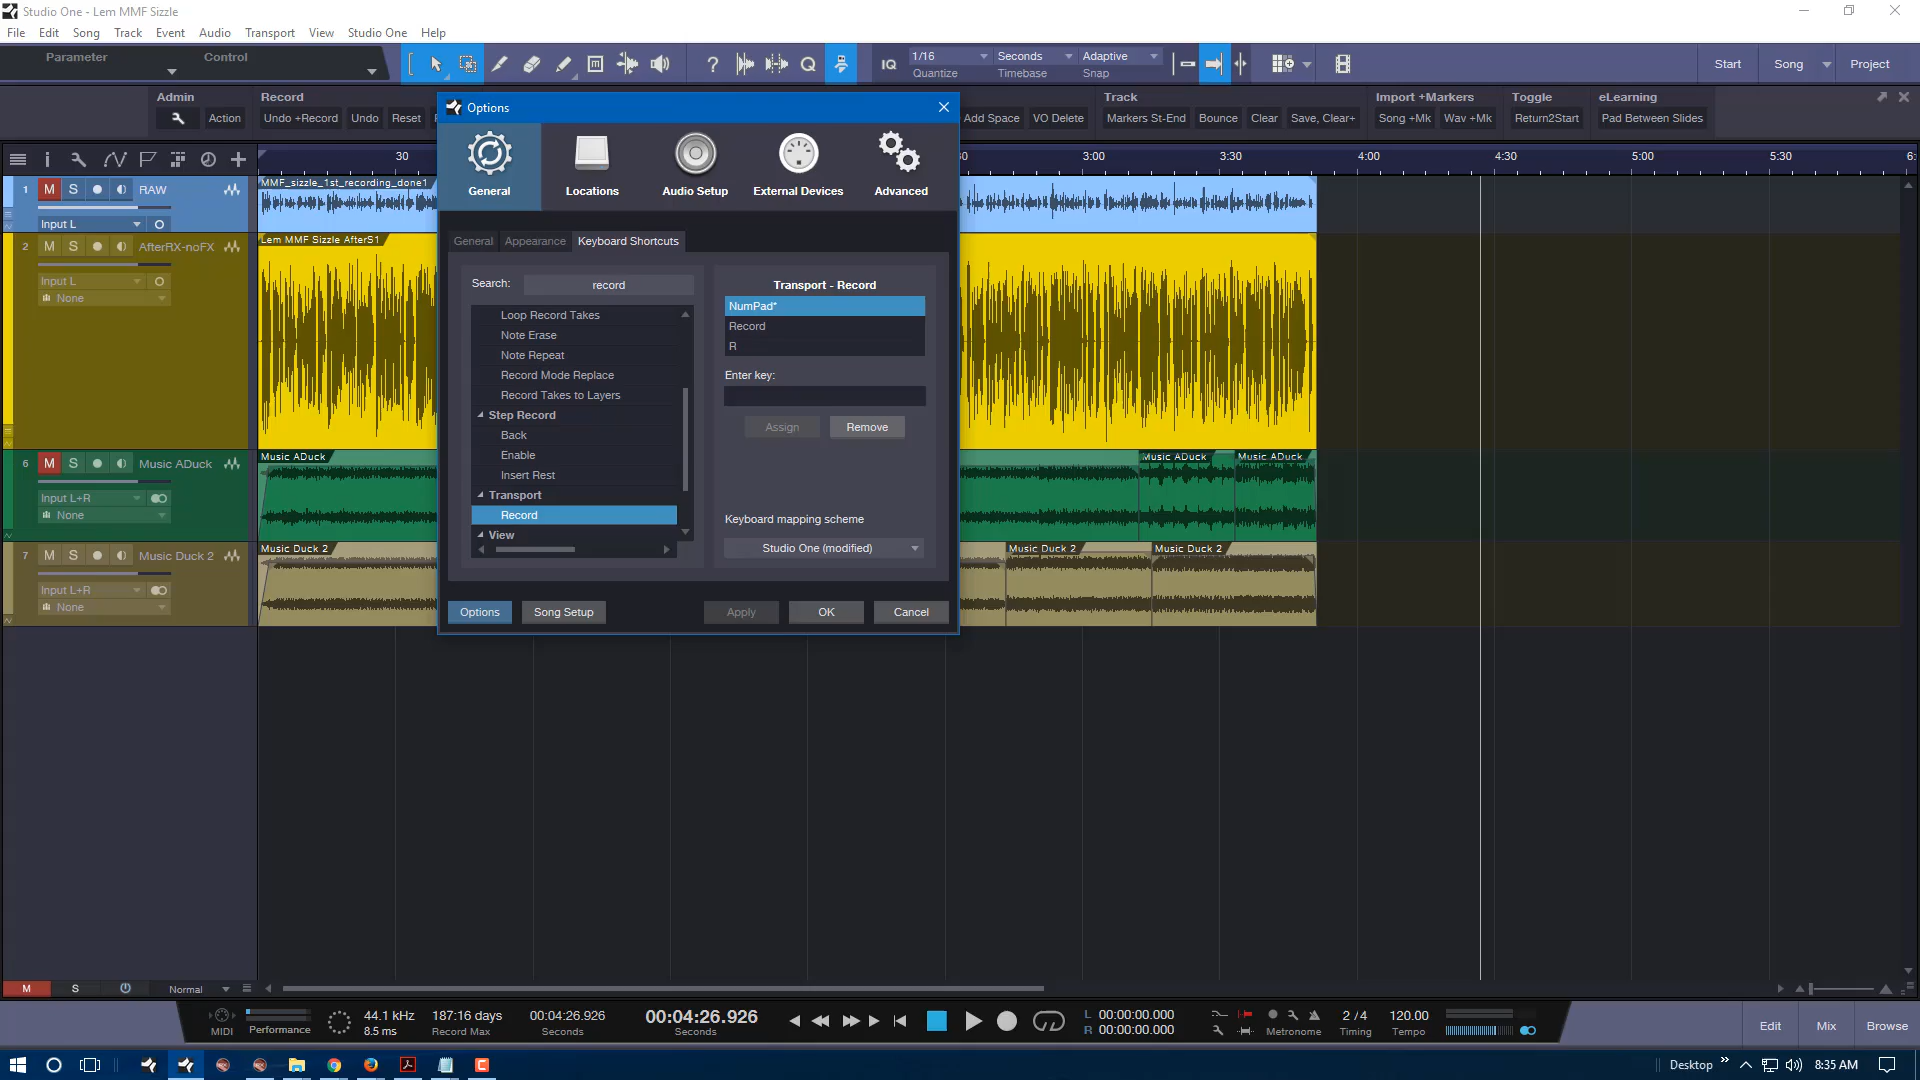 Studio One - Lem MMF Sizzle
File Edit Song Track Event Audio Transport View Studio One Help
Parameter Control
1/16 Seconds Adaptive
IQ Quantize Timebase Snap
Start Song Project
Admin Record Track Import +Markers Toggle eLearning
Action Undo +Record Undo Reset Add Space VO Delete Markers St-End Bounce Clear Save, Clear+ Song +Mk Wav +Mk Return2Start Pad Between Slides
30 3:00 3:30 4:00 4:30 5:00 5:30 6:
1 M S RAW
Input L
MMF_sizzle_1st_recording_done1
2 M S AfterRX-noFX
Input L
None
Lem MMF Sizzle AfterS1
6 M S Music ADuck
Input L+R
None
Music ADuck Music ADuck Music ADuck
7 M S Music Duck 2
Input L+R
None
Music Duck 2 Music Duck 2 Music Duck 2
Options
General Locations Audio Setup External Devices Advanced
General Appearance Keyboard Shortcuts
Search: record
Loop Record Takes
Note Erase
Note Repeat
Record Mode Replace
Record Takes to Layers
Step Record
Back
Enable
Insert Rest
Transport
Record
View
Transport - Record
NumPad*
Record
R
Enter key:
Assign Remove
Keyboard mapping scheme
Studio One (modified)
Options Song Setup Apply OK Cancel
M S Normal
MIDI Performance
44.1 kHz
8.5 ms
187:16 days
Record Max
00:04:26.926
Seconds
00:04:26.926
Seconds
L 00:00:00.000
R 00:00:00.000
Metronome
2 / 4
Timing
120.00
Tempo
Edit Mix Browse
Desktop 8:35 AM